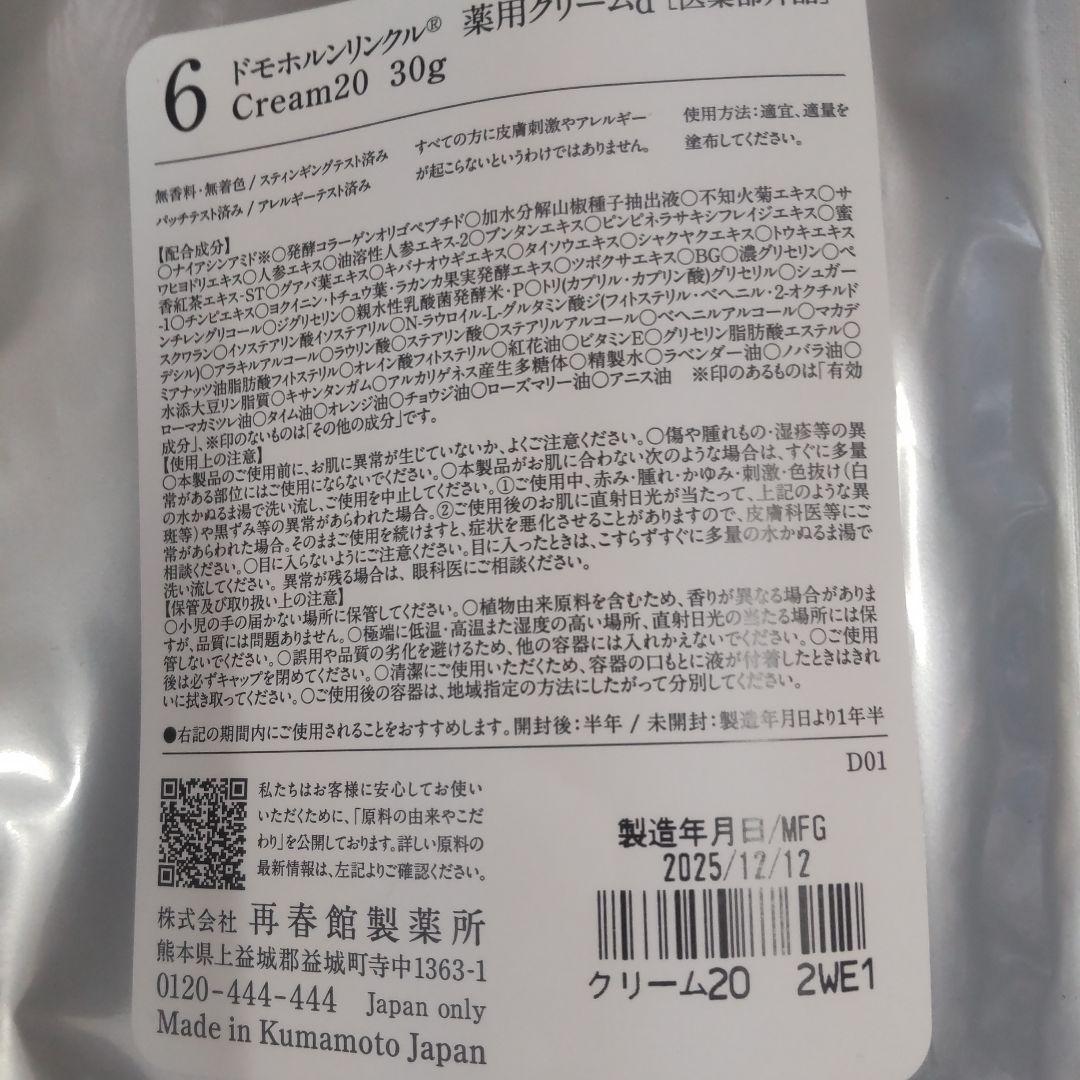 6
ドモホルンリンクル® 薬用クリームd [医薬部外品]
Cream20 30g
無香料・無着色 / スティンギングテスト済み
パッチテスト済み / アレルギーテスト済み
すべての方に皮膚刺激やアレルギー
が起こらないというわけではありません。
使用方法：適宜、適量を
塗布してください。
【配合成分】
○ナイアシンアミド※○発酵コラーゲンオリゴペプチド○加水分解山椒種子抽出液○不知火菊エキス○サ
ワヒヨドリエキス○人参エキス○油溶性人参エキス-2○ブンタンエキス○ピンピネラサキシフレイジエキス○蜜
香紅茶エキス-ST○グアバ葉エキス○キバナオウギエキス○タイソウエキス○シャクヤクエキス○トウキエキス
-1○チンピエキス○ヨクイニン・トチュウ葉・ラカンカ果実発酵エキス○ツボクサエキス○BG○濃グリセリン○ペ
ンチレングリコール○ジグリセリン○親水性乳酸菌発酵米・P○トリ(カプリル・カプリン酸)グリセリル○シュガー
スクワラン○イソステアリン酸イソステアリル○N-ラウロイル-L-グルタミン酸ジ(フィトステリル・ベヘニル・2-オクチルド
デシル)○アラキルアルコール○ラウリン酸○ステアリン酸○ステアリルアルコール○ベヘニルアルコール○マカデ
ミアナッツ油脂肪酸フィトステリル○オレイン酸フィトステリル○紅花油○ビタミンE○グリセリン脂肪酸エステル○
水添大豆リン脂質○キサンタンガム○アルカリゲネス産生多糖体○精製水○ラベンダー油○ノバラ油○
ローマカミツレ油○タイム油○オレンジ油○チョウジ油○ローズマリー油○アニス油 ※印のあるものは「有効
成分」、※印のないものは「その他の成分」です。
【使用上の注意】
○本製品のご使用前に、お肌に異常が生じていないか、よくご注意ください。○傷や腫れもの・湿疹等の異
常がある部位にはご使用にならないでください。○本製品がお肌に合わない次のような場合は、すぐに多量
の水かぬるま湯で洗い流し、ご使用を中止してください。①ご使用中、赤み・腫れ・かゆみ・刺激・色抜け(白
斑等)や黒ずみ等の異常があらわれた場合。②ご使用後のお肌に直射日光が当たって、上記のような異
常があらわれた場合。そのままご使用を続けますと、症状を悪化させることがありますので、皮膚科医等にご
相談ください。○目に入らないようにご注意ください。目に入ったときは、こすらずすぐに多量の水かぬるま湯で
洗い流してください。異常が残る場合は、眼科医にご相談ください。
【保管及び取り扱い上の注意】
○小児の手の届かない場所に保管してください。○植物由来原料を含むため、香りが異なる場合がありま
すが、品質には問題ありません。○極端に低温・高温また湿度の高い場所、直射日光の当たる場所には保
管しないでください。○誤用や品質の劣化を避けるため、他の容器には入れかえないでください。○ご使用
後は必ずキャップを閉めてください。○清潔にご使用いただくため、容器の口もとに液が付着したときはきれ
いに拭き取ってください。○ご使用後の容器は、地域指定の方法にしたがって分別してください。
●右記の期間内にご使用されることをおすすめします。開封後：半年 / 未開封：製造年月日より1年半
D01
私たちはお客様に安心してお使い
いただくために、「原料の由来やこだ
わり」を公開しております。詳しい原料の
最新情報は、左記よりご確認ください。
株式会社 再春館製薬所
熊本県上益城郡益城町寺中1363-1
0120-444-444 Japan only
Made in Kumamoto Japan
製造年月日/MFG
2025/12/12
クリーム20 2WE1